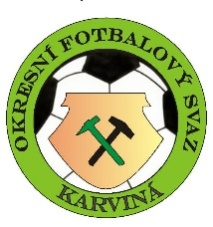 OKRESNÍ FOTBALOVÝ SVAZ
KARVINÁ